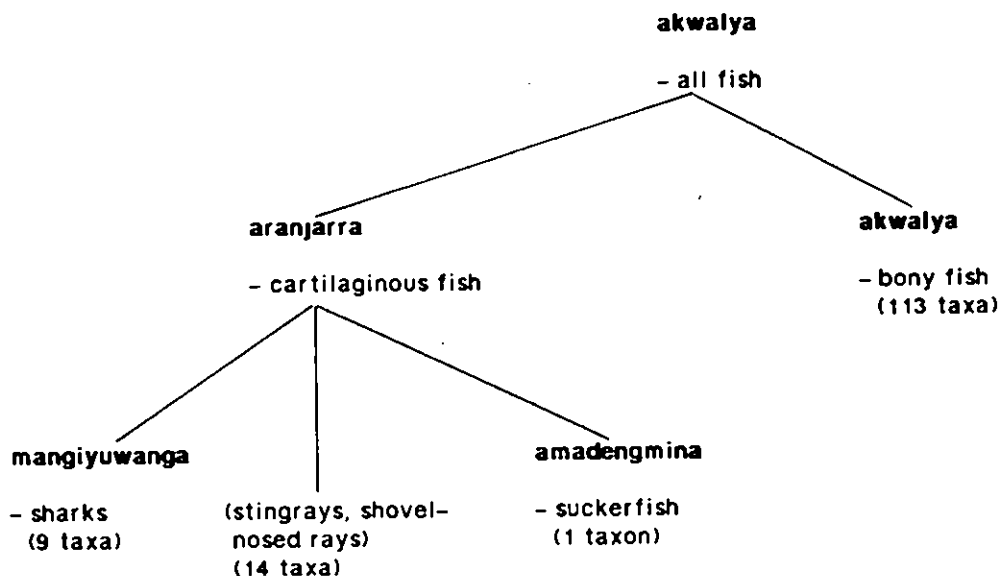 akwalya
- all fish
aranjarra
- cartilaginous fish
akwalya
- bony fish
(113 taxa)
mangiyuwanga
- sharks
(9 taxa)
(stingrays, shovel-
nosed rays)
(14 taxa)
amadengmina
- suckerfish
(1 taxon)